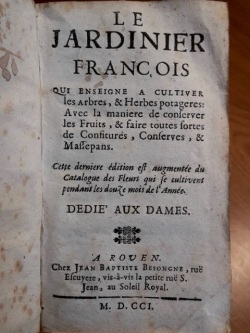 LE
JARDINIER
FRANÇOIS
QUI ENSEIGNE A CULTIVER
les Arbres, & Herbes potageres:
Avec la maniere de conserver
les Fruits, & faire toutes sortes
de Confitures, Conserves, &
Massepans.
Cette derniere édition est augmentée du
Catalogue des Fleurs qui se cultivent
pendant les douze mois de l'Année.
DEDIE' AUX DAMES.
A ROUEN.
Chez JEAN BAPTISTE BESONGNE, ruë
Escuyere, vis-à-vis la petite ruë S.
Jean, au Soleil Royal.
M. D. CCI.